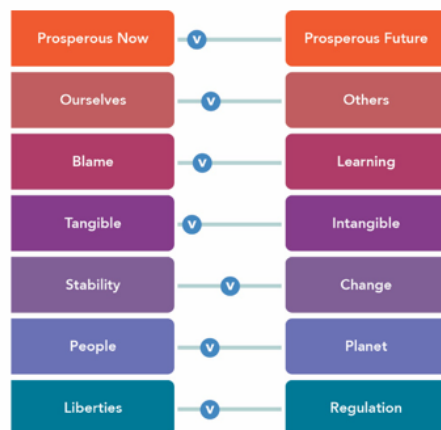 Prosperous Now v Prosperous Future
Ourselves v Others
Blame v Learning
Tangible v Intangible
Stability v Change
People v Planet
Liberties v Regulation